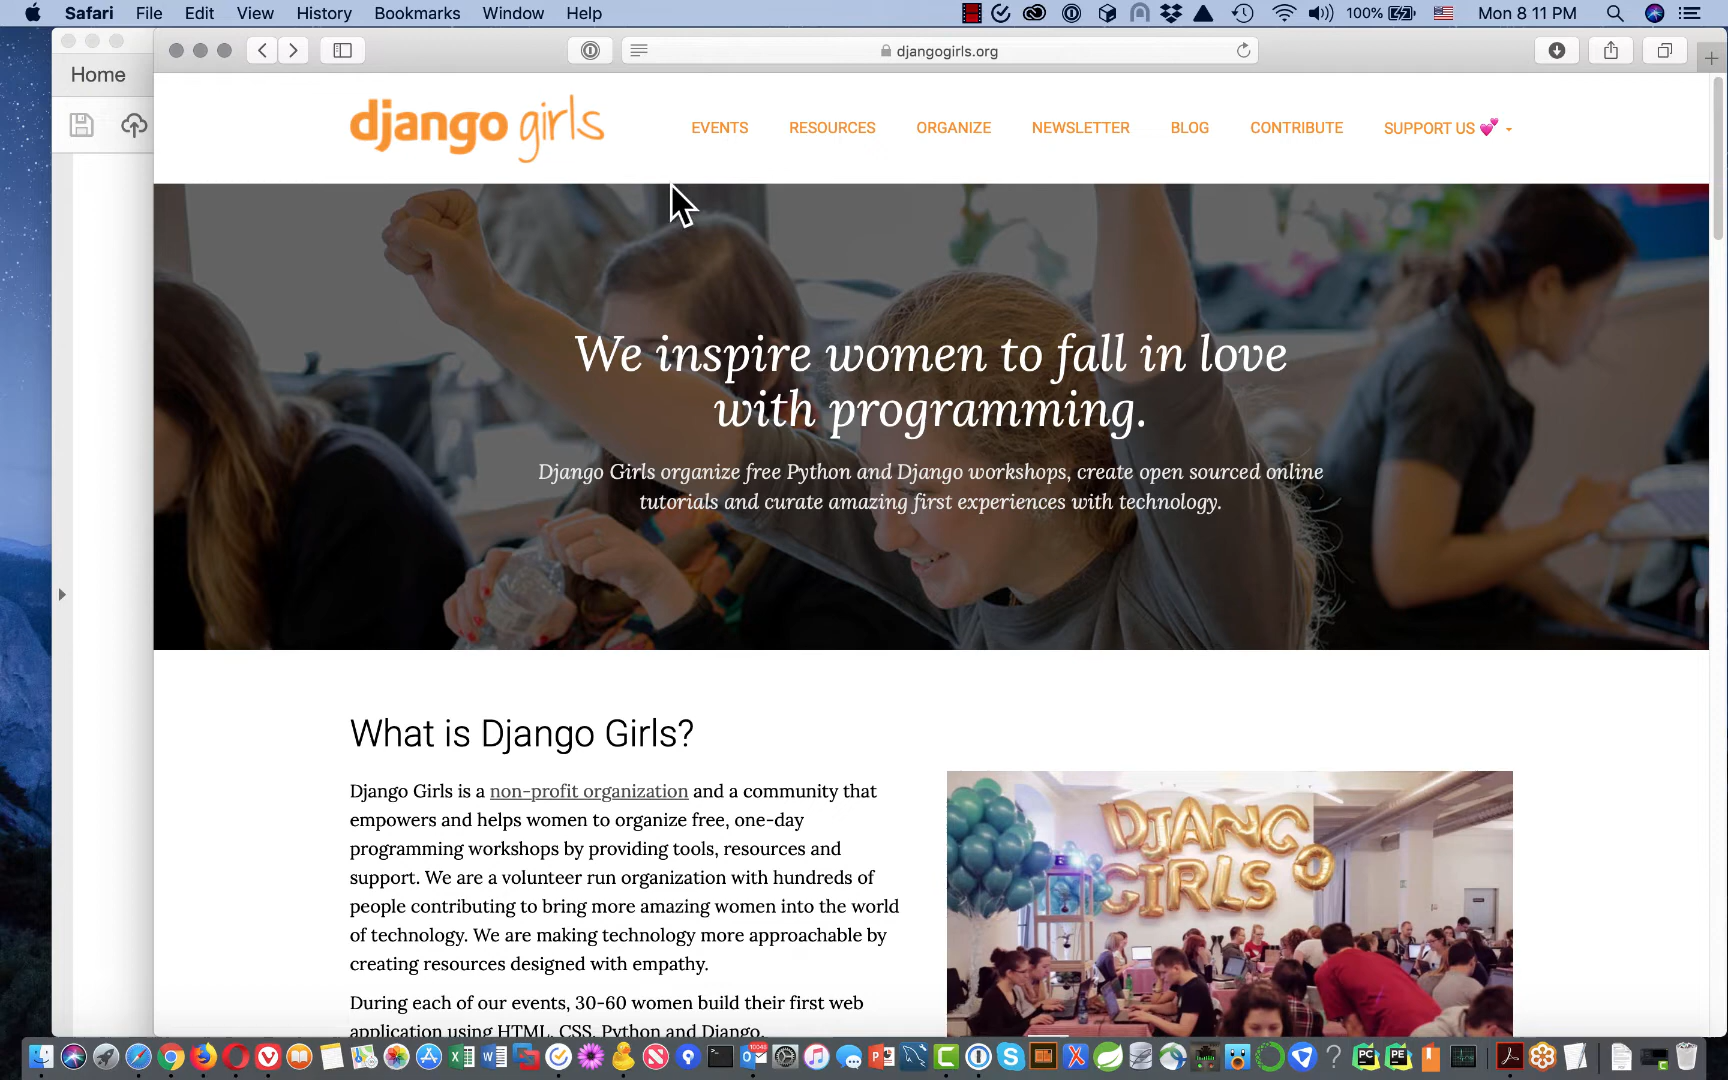 Safari File Edit View History Bookmarks Window Help 100% Mon 8 11 PM
djangogirls.org
Home
django girls EVENTS RESOURCES ORGANIZE NEWSLETTER BLOG CONTRIBUTE SUPPORT US 💕
We inspire women to fall in love
with programming.
Django Girls organize free Python and Django workshops, create open sourced online
tutorials and curate amazing first experiences with technology.
What is Django Girls?
Django Girls is a non-profit organization and a community that
empowers and helps women to organize free, one-day
programming workshops by providing tools, resources and
support. We are a volunteer run organization with hundreds of
people contributing to bring more amazing women into the world
of technology. We are making technology more approachable by
creating resources designed with empathy.
During each of our events, 30-60 women build their first web
application using HTML, CSS, Python and Django.
DJANGO
GIRLS